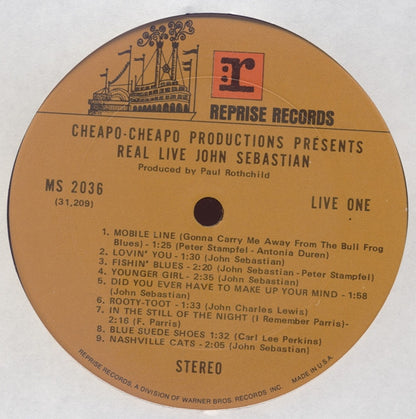 r:
REPRISE RECORDS
CHEAPO-CHEAPO PRODUCTIONS PRESENTS
REAL LIVE JOHN SEBASTIAN
Produced by Paul Rothchild
MS 2036
(31,209)
LIVE ONE
1. MOBILE LINE (Gonna Carry Me Away From The Bull Frog
Blues) - 1:25 (Peter Stampfel - Antonia Duren)
2. LOVIN' YOU - 1:30 (John Sebastian)
3. FISHIN' BLUES - 2:20 (John Sebastian - Peter Stampfel)
4. YOUNGER GIRL - 2:35 (John Sebastian)
5. DID YOU EVER HAVE TO MAKE UP YOUR MIND - 1:58
(John Sebastian)
6. ROOTY-TOOT - 1:33 (John Charles Lewis)
7. IN THE STILL OF THE NIGHT (I Remember Parris)-
2:16 (F. Parris)
8. BLUE SUEDE SHOES 1:32 (Carl Lee Perkins)
9. NASHVILLE CATS - 2:05 (John Sebastian)
STEREO
REPRISE RECORDS, A DIVISION OF WARNER BROS. RECORDS INC. MADE IN U.S.A.